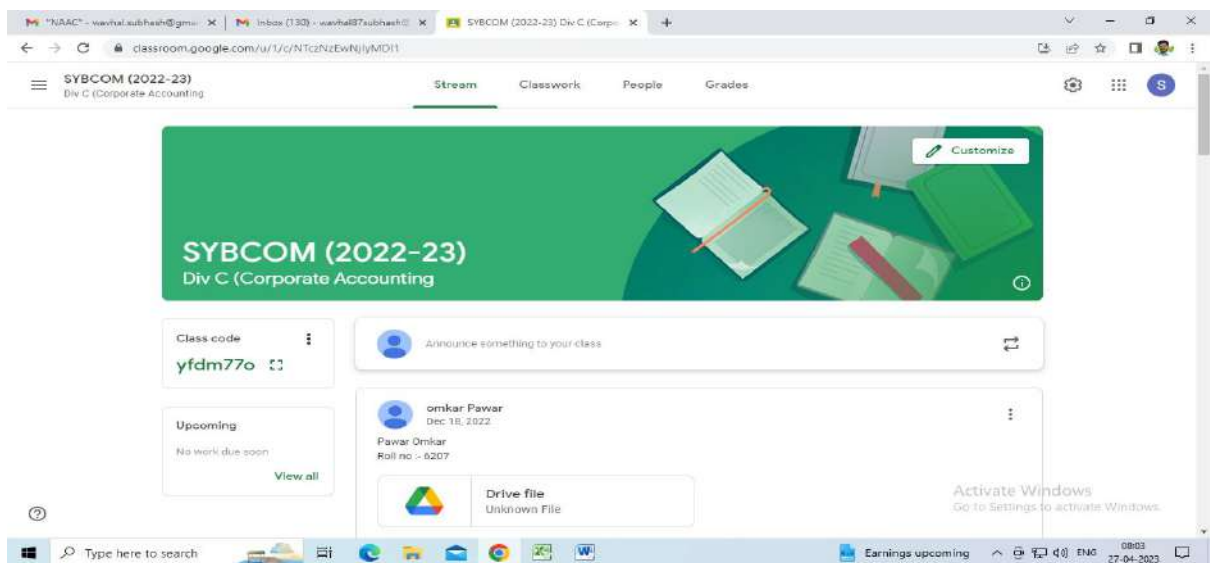 "NAAC" - wavhal.subhash@gmai
Inbox (130) - wavhal87subhash@
SYBCOM (2022-23) Div C (Corpo
classroom.google.com/u/1/c/
SYBCOM (2022-23)
Div C (Corporate Accounting
Stream Classwork People Grades
S
Customize
SYBCOM (2022-23)
Div C (Corporate Accounting
Class code
yfdm77o
Announce something to your class
Upcoming
No work due soon
View all
omkar Pawar
Dec 18, 2022
Pawar Omkar
Roll no :- 6207
Drive file
Unknown File
Activate Windows
Go to Settings to activate Windows.
Type here to search
Earnings upcoming
ENG
08:03
27-04-2023